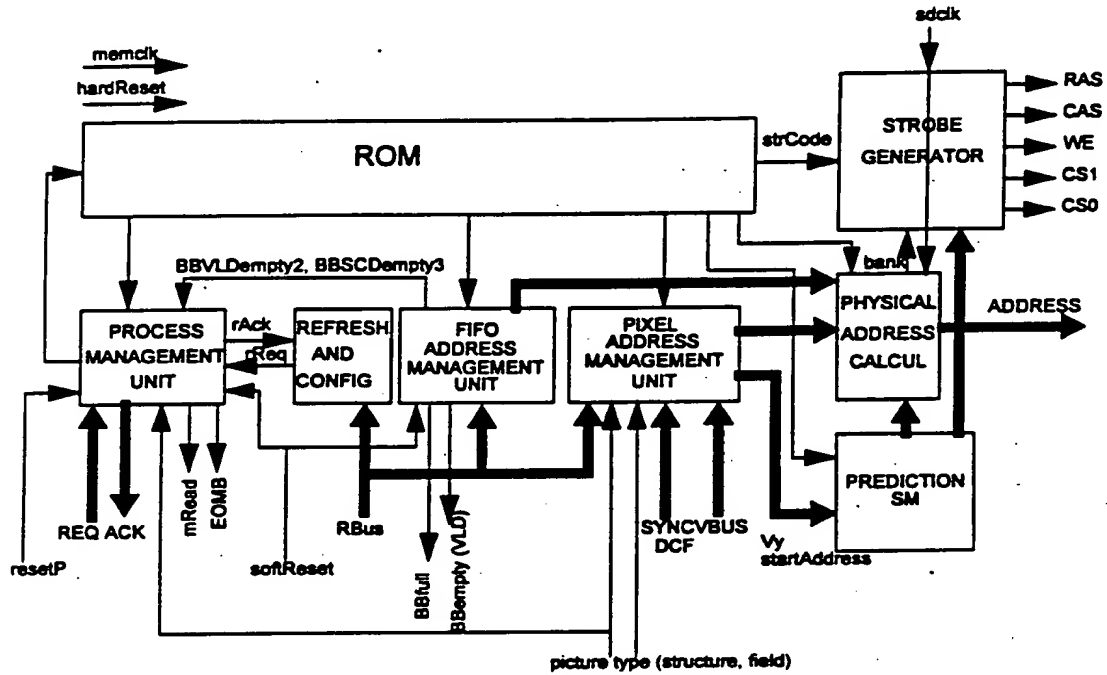 sdclk
memclk
hardReset
ROM
strCode
STROBE
GENERATOR
RAS
CAS
WE
CS1
CS0
BBVLDempty2, BBSCDempty3
bank
PROCESS
MANAGEMENT
UNIT
rAck
rReq
REFRESH
AND
CONFIG
FIFO
ADDRESS
MANAGEMENT
UNIT
PIXEL
ADDRESS
MANAGEMENT
UNIT
PHYSICAL
ADDRESS
CALCUL
ADDRESS
PREDICTION
SM
REQ ACK
mRead
EOMB
RBus
BBfull
BBempty (VLD)
SYNCVBUS
DCF
Vy
startAddress
resetP
softReset
picture type (structure, field)